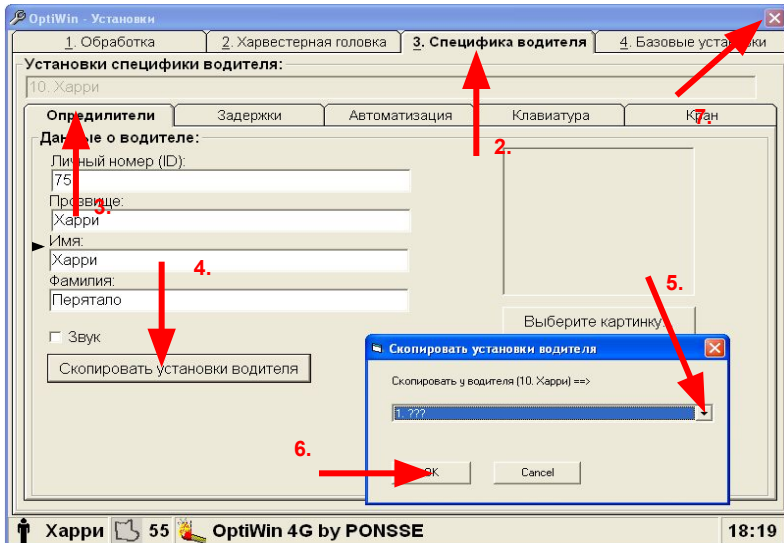 OptiWin - Установки
1. Обработка 2. Харвестерная головка 3. Специфика водителя 4. Базовые установки
Установки специфики водителя:
10. Харри
7.
Опредилители Задержки Автоматизация Клавиатура Кран
2.
Данные о водителе:
Личный номер (ID):
75
Прозвище:
3.
Харри
Имя:
Харри
4.
Фамилия:
5.
Перятало
Выберите картинку
Звук
Скопировать установки водителя
Скопировать установки водителя
Скопировать у водителя (10. Харри) ==>
1. ???
6.
OK Cancel
Харри 55 OptiWin 4G by PONSSE 18:19